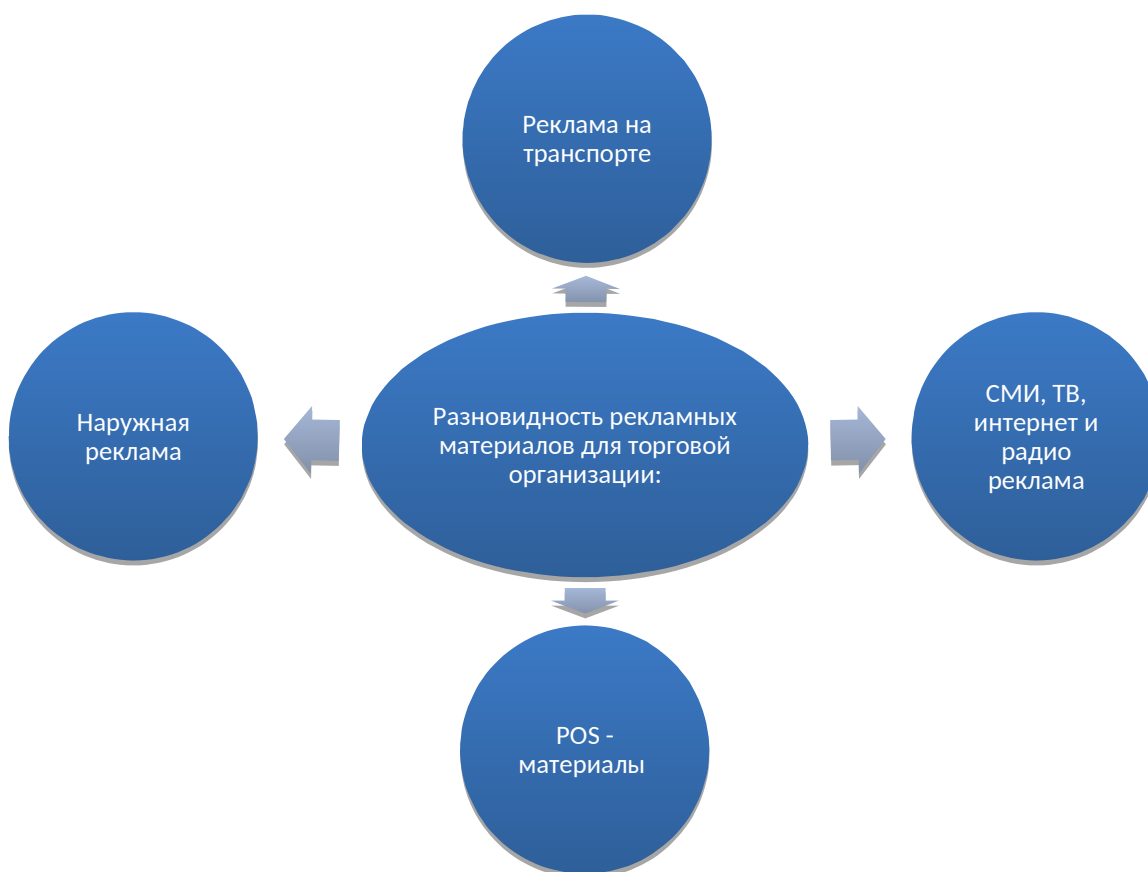 Реклама на
транспорте
Наружная
реклама
Разновидность рекламных
материалов для торговой
организации:
СМИ, ТВ,
интернет и
радио
реклама
POS -
материалы